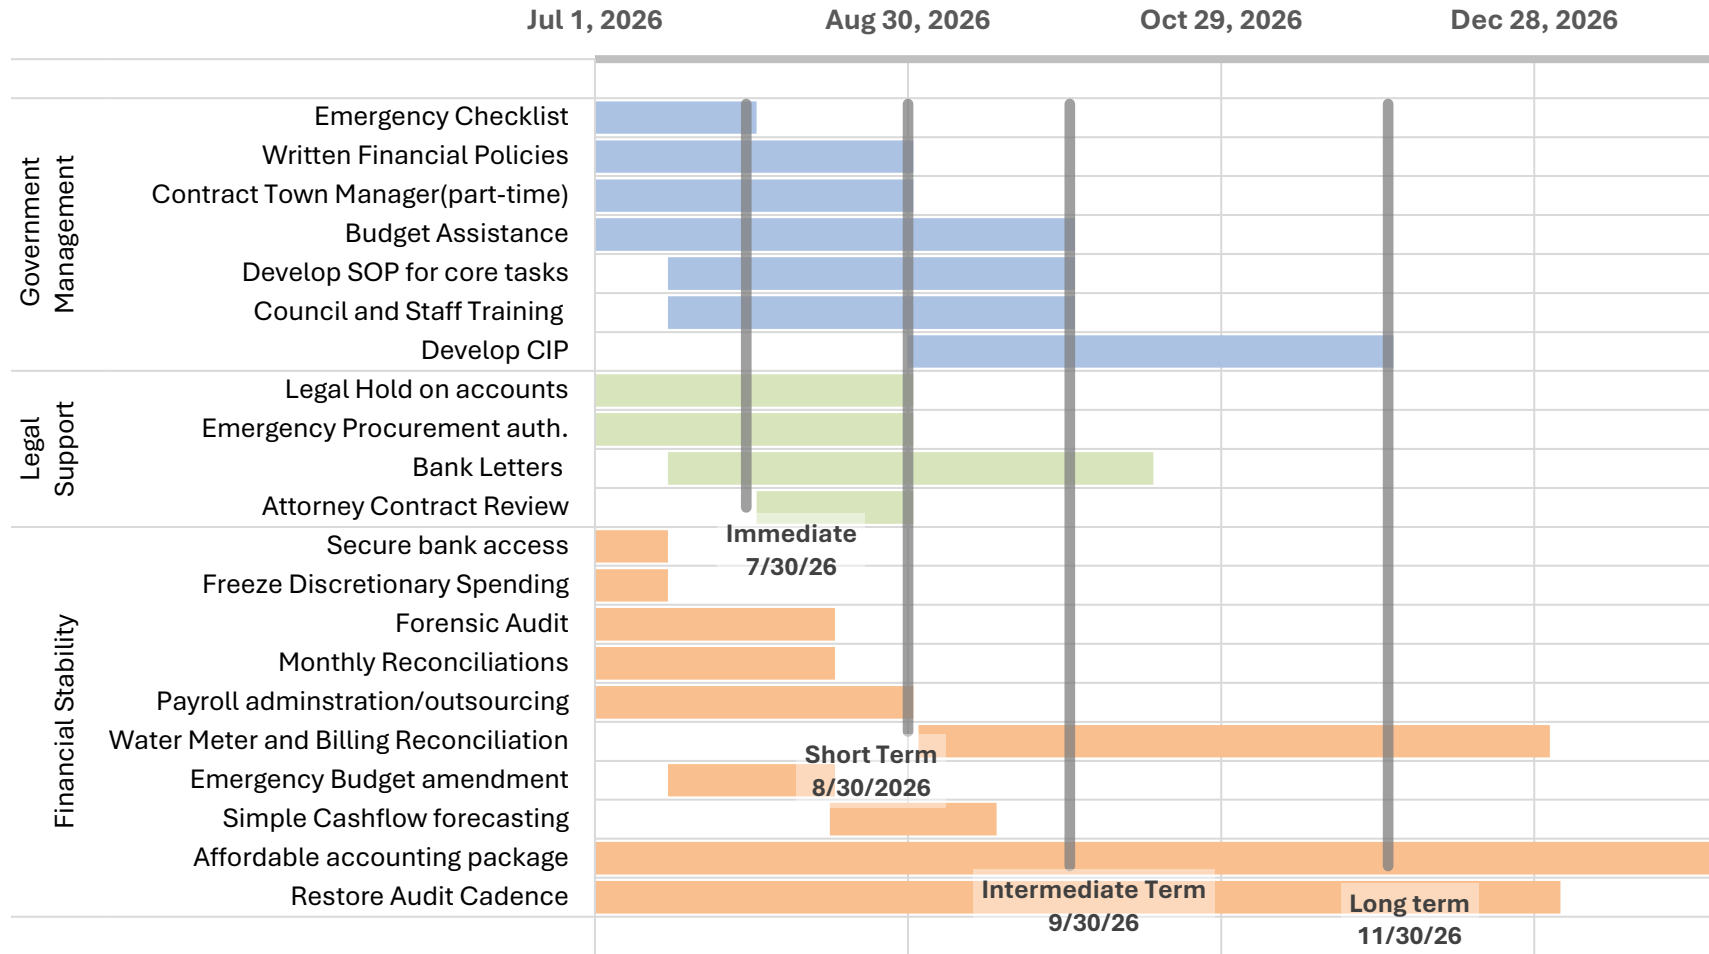 Jul 1, 2026 Aug 30, 2026 Oct 29, 2026 Dec 28, 2026
Government
Management
Emergency Checklist
Written Financial Policies
Contract Town Manager(part-time)
Budget Assistance
Develop SOP for core tasks
Council and Staff Training
Develop CIP
Legal
Support
Legal Hold on accounts
Emergency Procurement auth.
Bank Letters
Attorney Contract Review
Immediate
7/30/26
Financial Stability
Secure bank access
Freeze Discretionary Spending
Forensic Audit
Monthly Reconciliations
Payroll adminstration/outsourcing
Water Meter and Billing Reconciliation
Short Term
8/30/2026
Emergency Budget amendment
Simple Cashflow forecasting
Affordable accounting package
Restore Audit Cadence
Intermediate Term
9/30/26
Long term
11/30/26